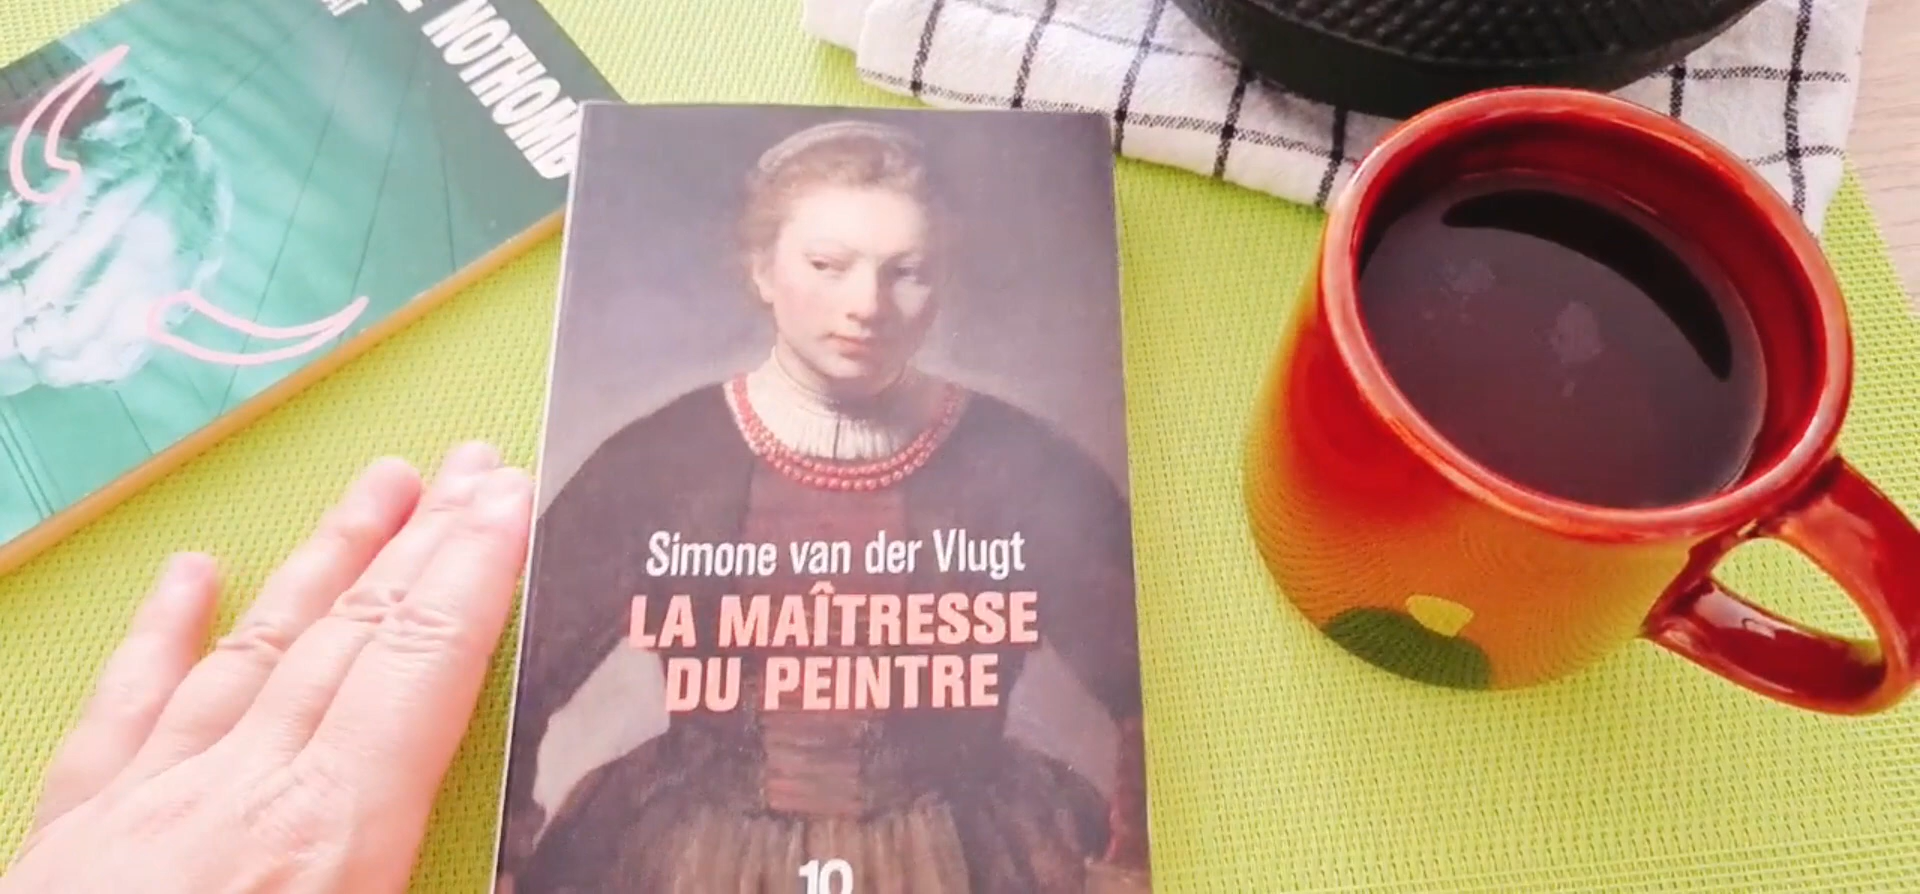 NOTHOMB
Simone van der Vlugt
LA MAÎTRESSE
DU PEINTRE
10